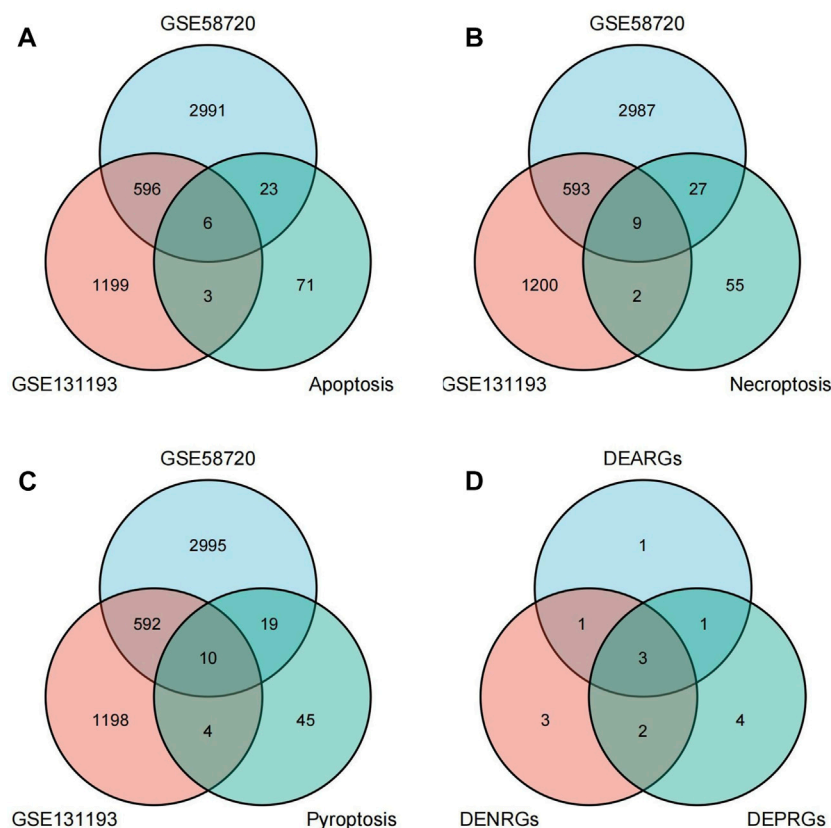 A
GSE58720
2991
596
23
6
1199
3
71
GSE131193
Apoptosis
B
GSE58720
2987
593
27
9
1200
2
55
GSE131193
Necroptosis
C
GSE58720
2995
592
19
10
1198
4
45
GSE131193
Pyroptosis
D
DEARGs
1
1
1
3
3
2
4
DENRGs
DEPRGs